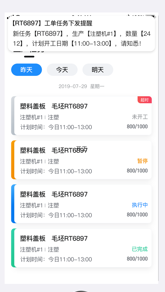 [RT6897] 工单任务下发提醒
新任务【RT6897】，生产【注塑机#1】，数量【24
12】，计划开工日期【11:00~13:00】，请知悉！
昨天
今天
明天
2019-07-29 星期一
塑料盖板 毛坯RT6897
注塑机：注塑#1
未开工
计划时间：今日11:00~13:00
800/1000
塑料盖板 毛坯RT6897
注塑机：注塑#1
暂停
计划时间：今日11:00~13:00
800/1000
塑料盖板 毛坯RT6897
注塑机：注塑#1
执行中
计划时间：今日11:00~13:00
800/1000
塑料盖板 毛坯RT6897
注塑机：注塑#1
已完成
计划时间：今日11:00~13:00
800/1000